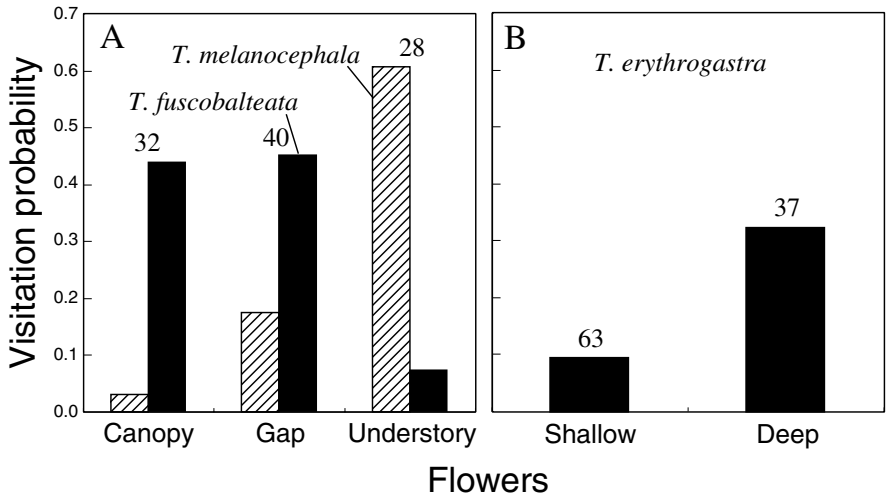 Visitation probability
0.7
0.6
0.5
0.4
0.3
0.2
0.1
0.0
A
T. melanocephala
28
T. fuscobalteata
32
40
Canopy
Gap
Understory
B
T. erythrogastra
63
37
Shallow
Deep
Flowers